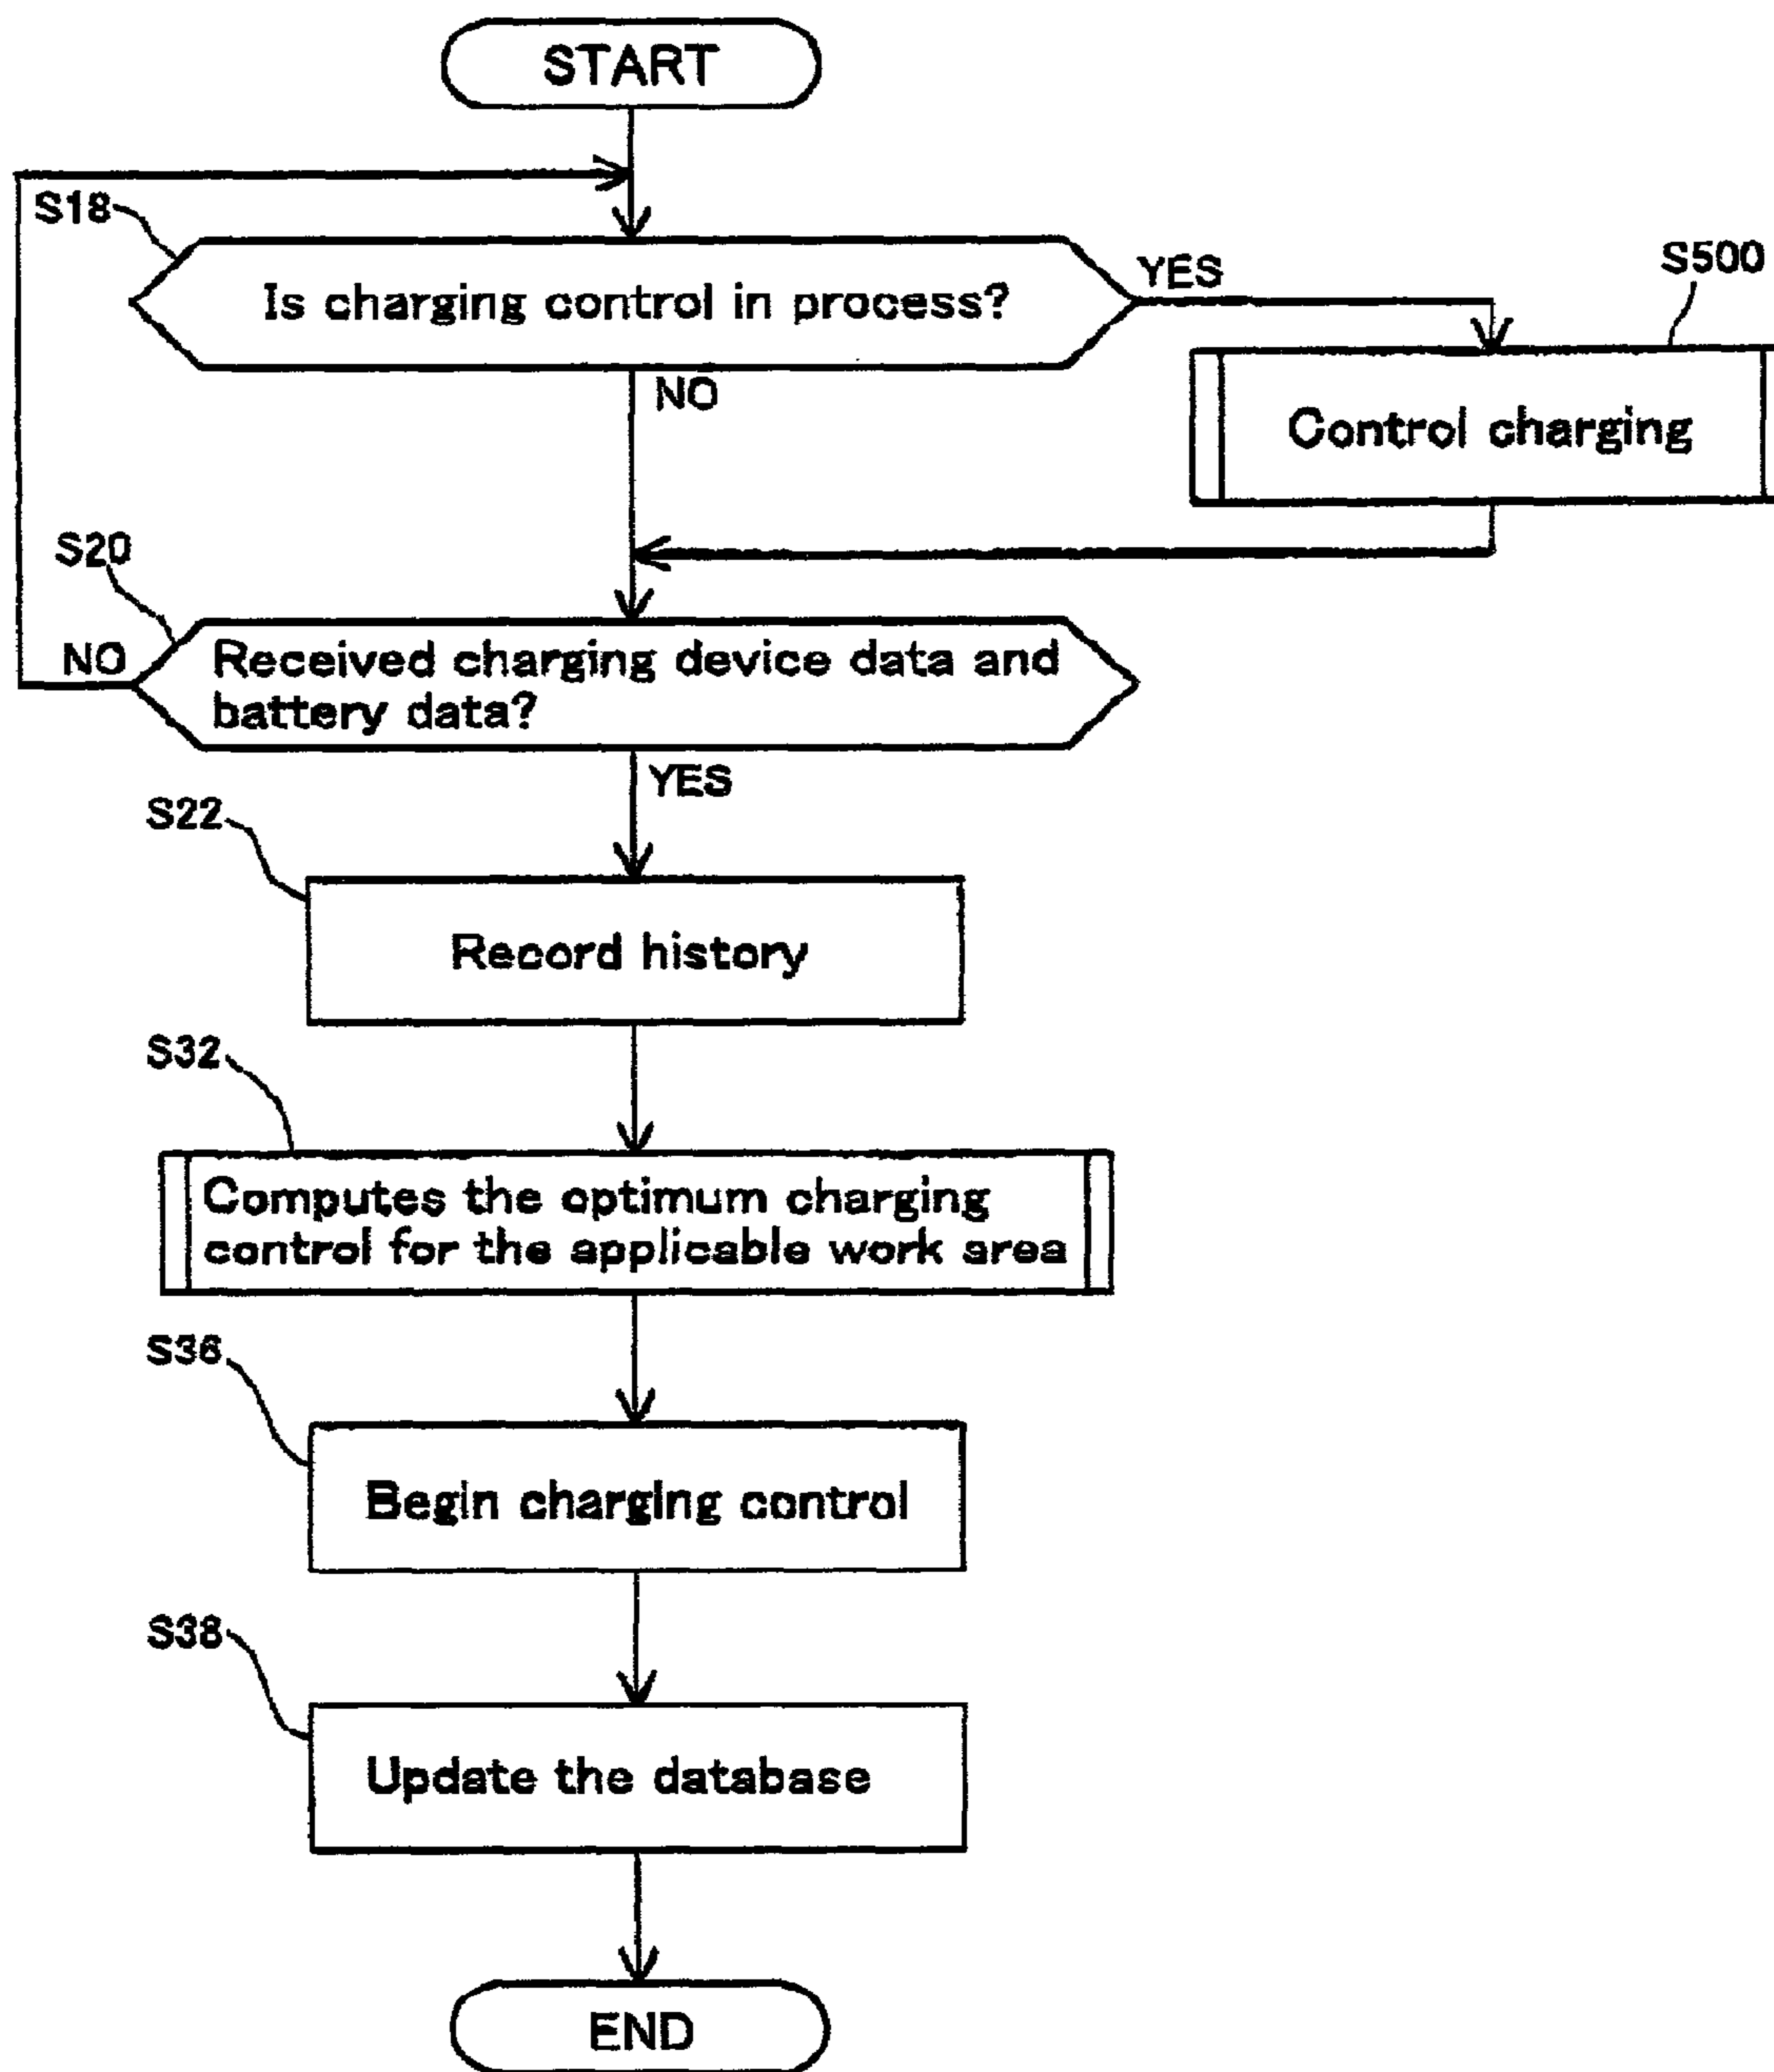 START
S18
Is charging control in process?
YES
S500
NO
Control charging
S20
NO
Received charging device data and
battery data?
YES
S22
Record history
S32
Computes the optimum charging
control for the applicable work area
S36
Begin charging control
S38
Update the database
END